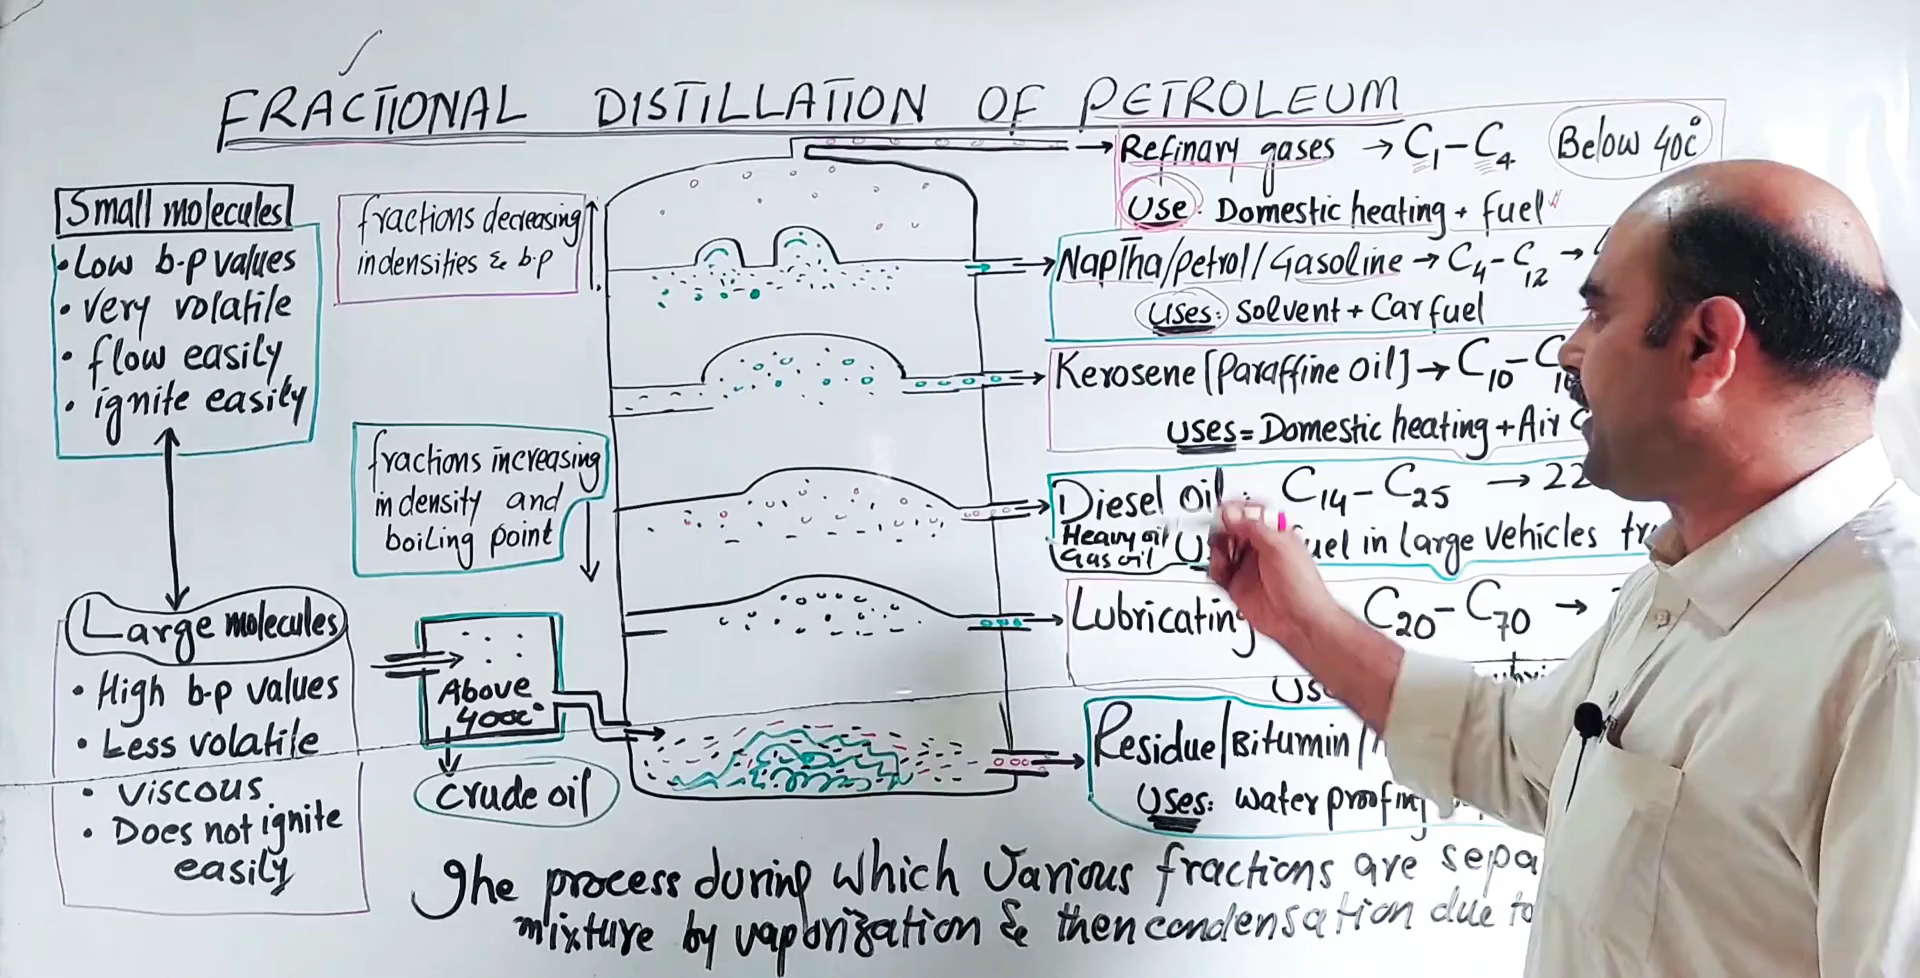 FRACTIONAL DISTILLATION OF PETROLEUM
Small molecules
• Low b-p values
• very volatile
• flow easily
• ignite easily
Large molecules
• High b-p values
• Less volatile
• viscous
• Does not ignite
easily
fractions decreasing
in densities & b.p
fractions increasing
in density and
boiling point
Above
400c°
Crude oil
Refinary gases → C1-C4 Below 40c°
Use: Domestic heating + fuel
Naptha/petrol/Gasoline → C4-C12 →
Uses: Solvent + Car fuel
Kerosene [Paraffine oil] → C10-
Uses = Domestic heating + Air
Diesel oil: C14-C25 → 22
Heavy oil
Gas oil
fuel in large vehicles
Lubricating C20-C70 →
Residue/Bitumin/
Uses: water proofing
The process during which various fractions are
mixture by vaporization & then condensation due to